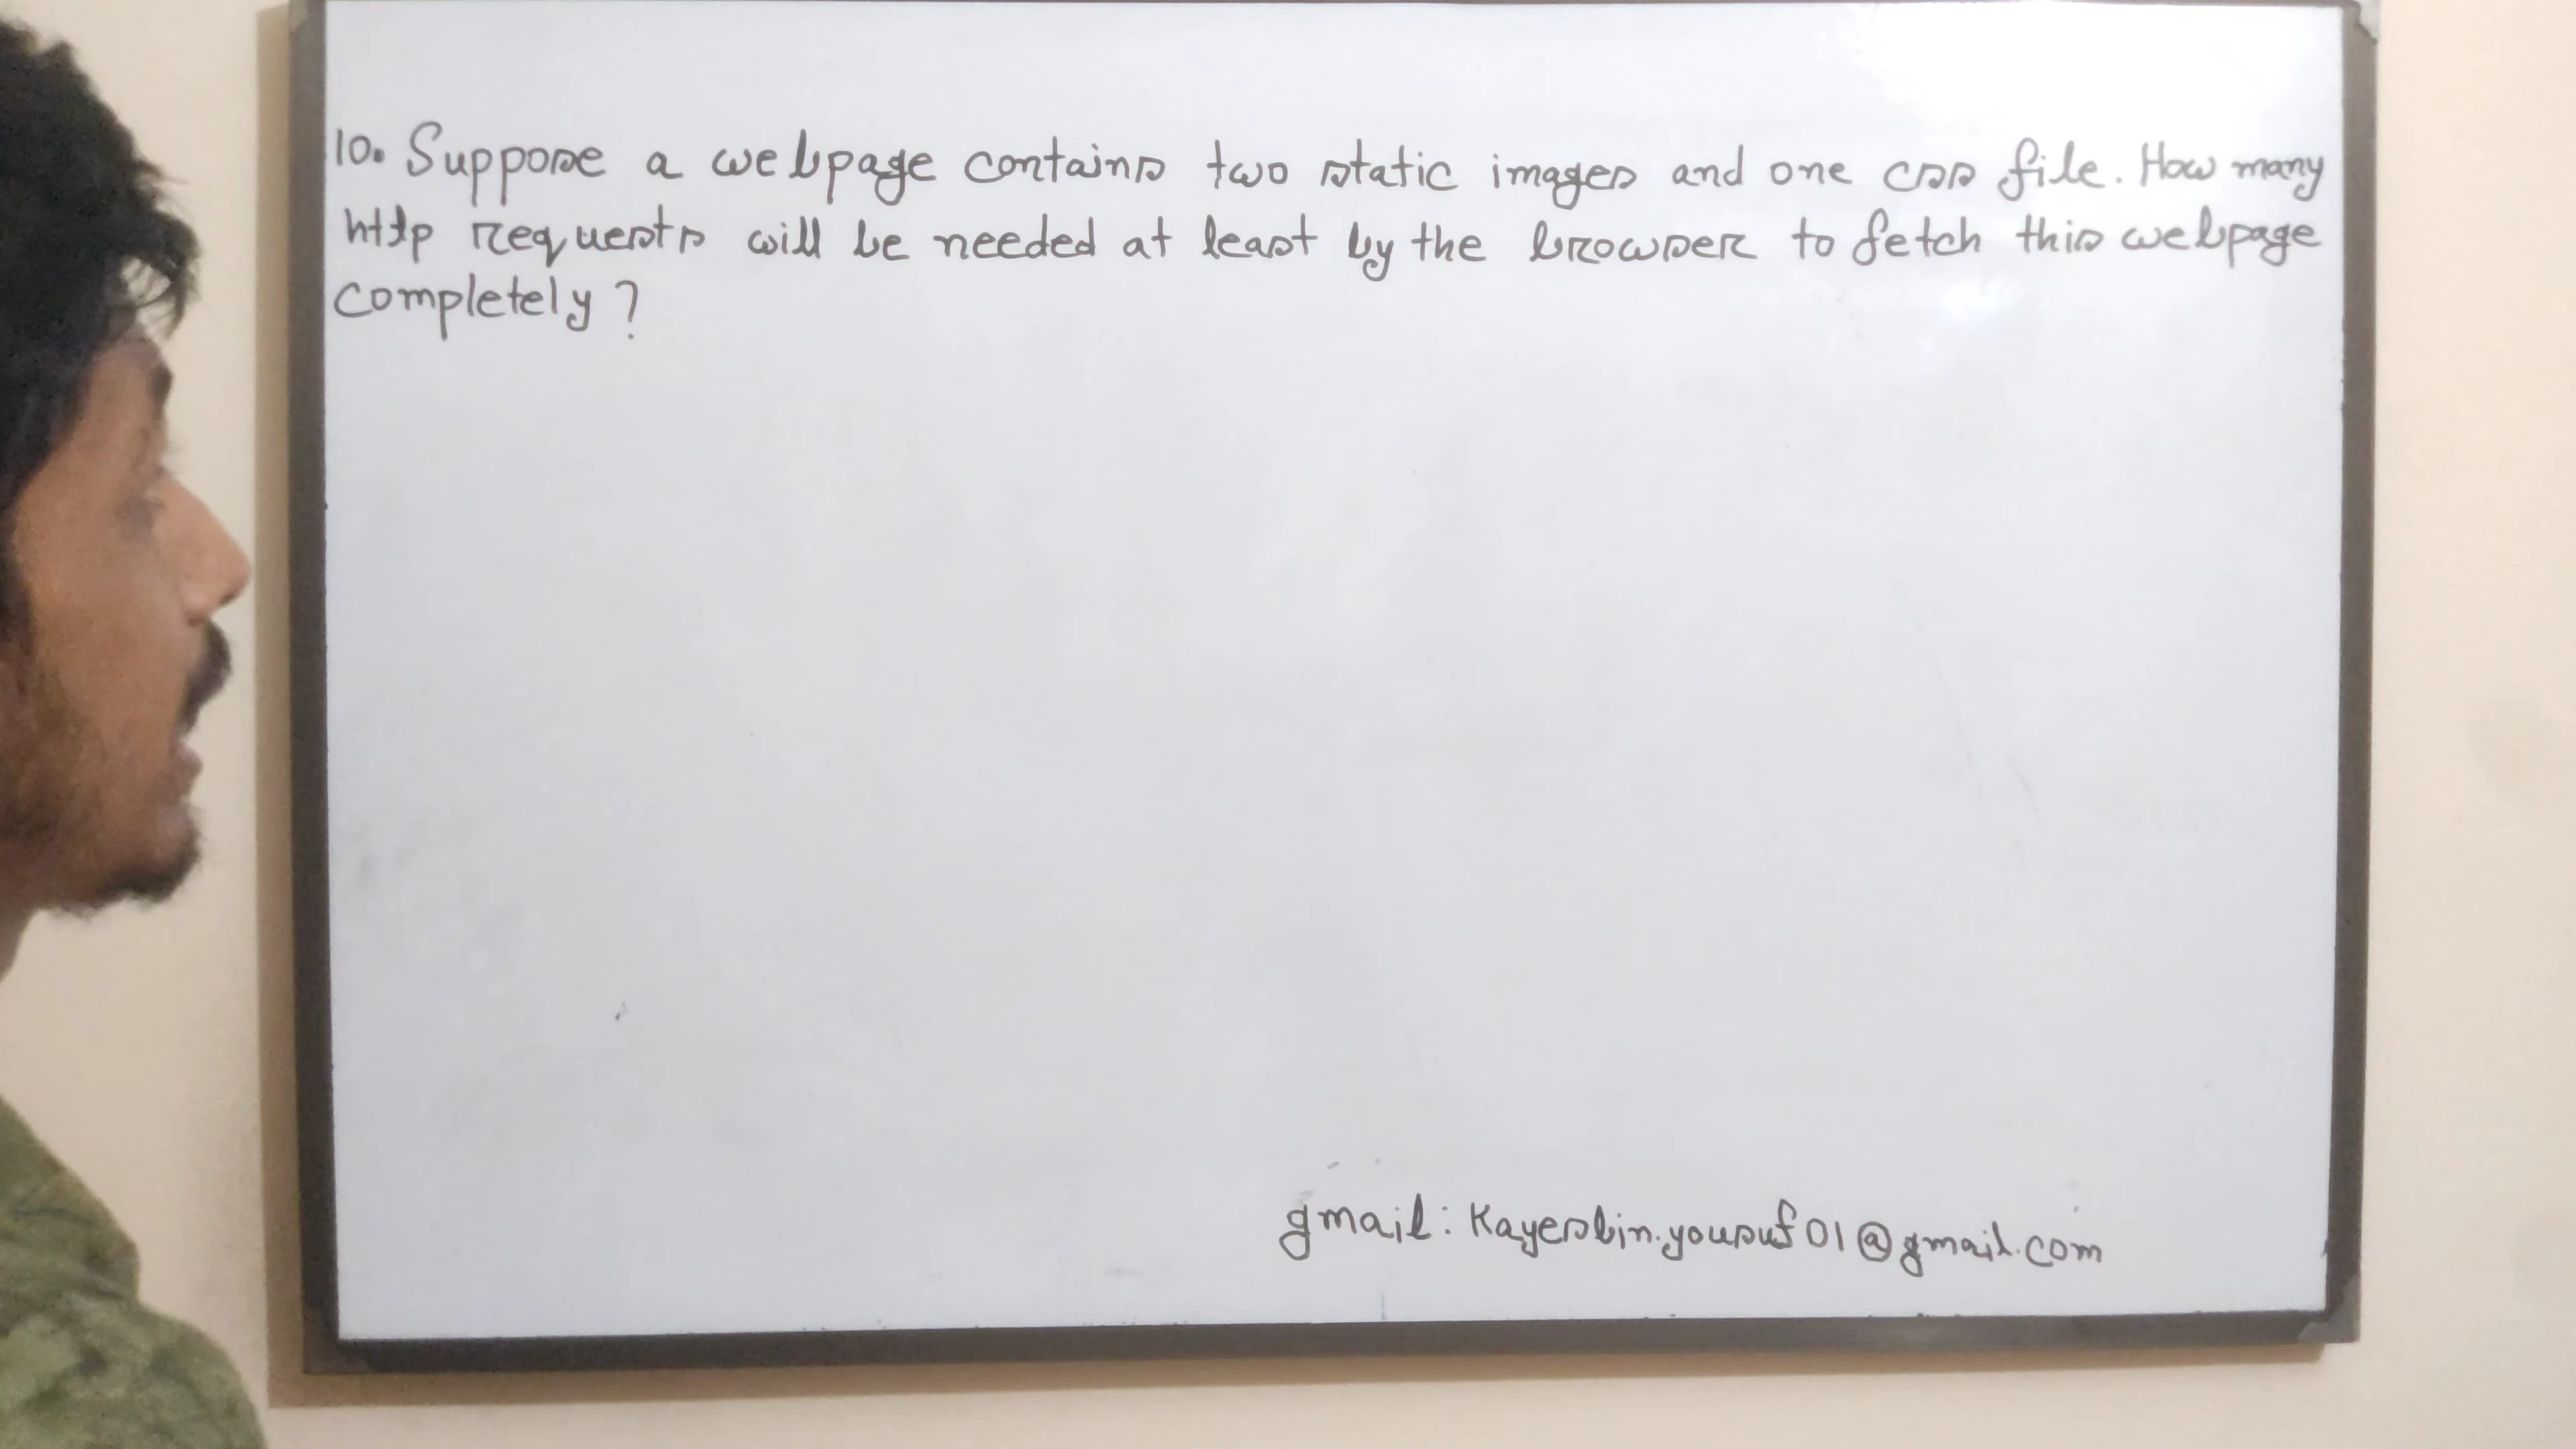 10. Suppose a webpage contains two static images and one css file. How many
http requests will be needed at least by the browser to fetch this webpage
completely?
gmail: Kayesbin.yousuf01@gmail.com